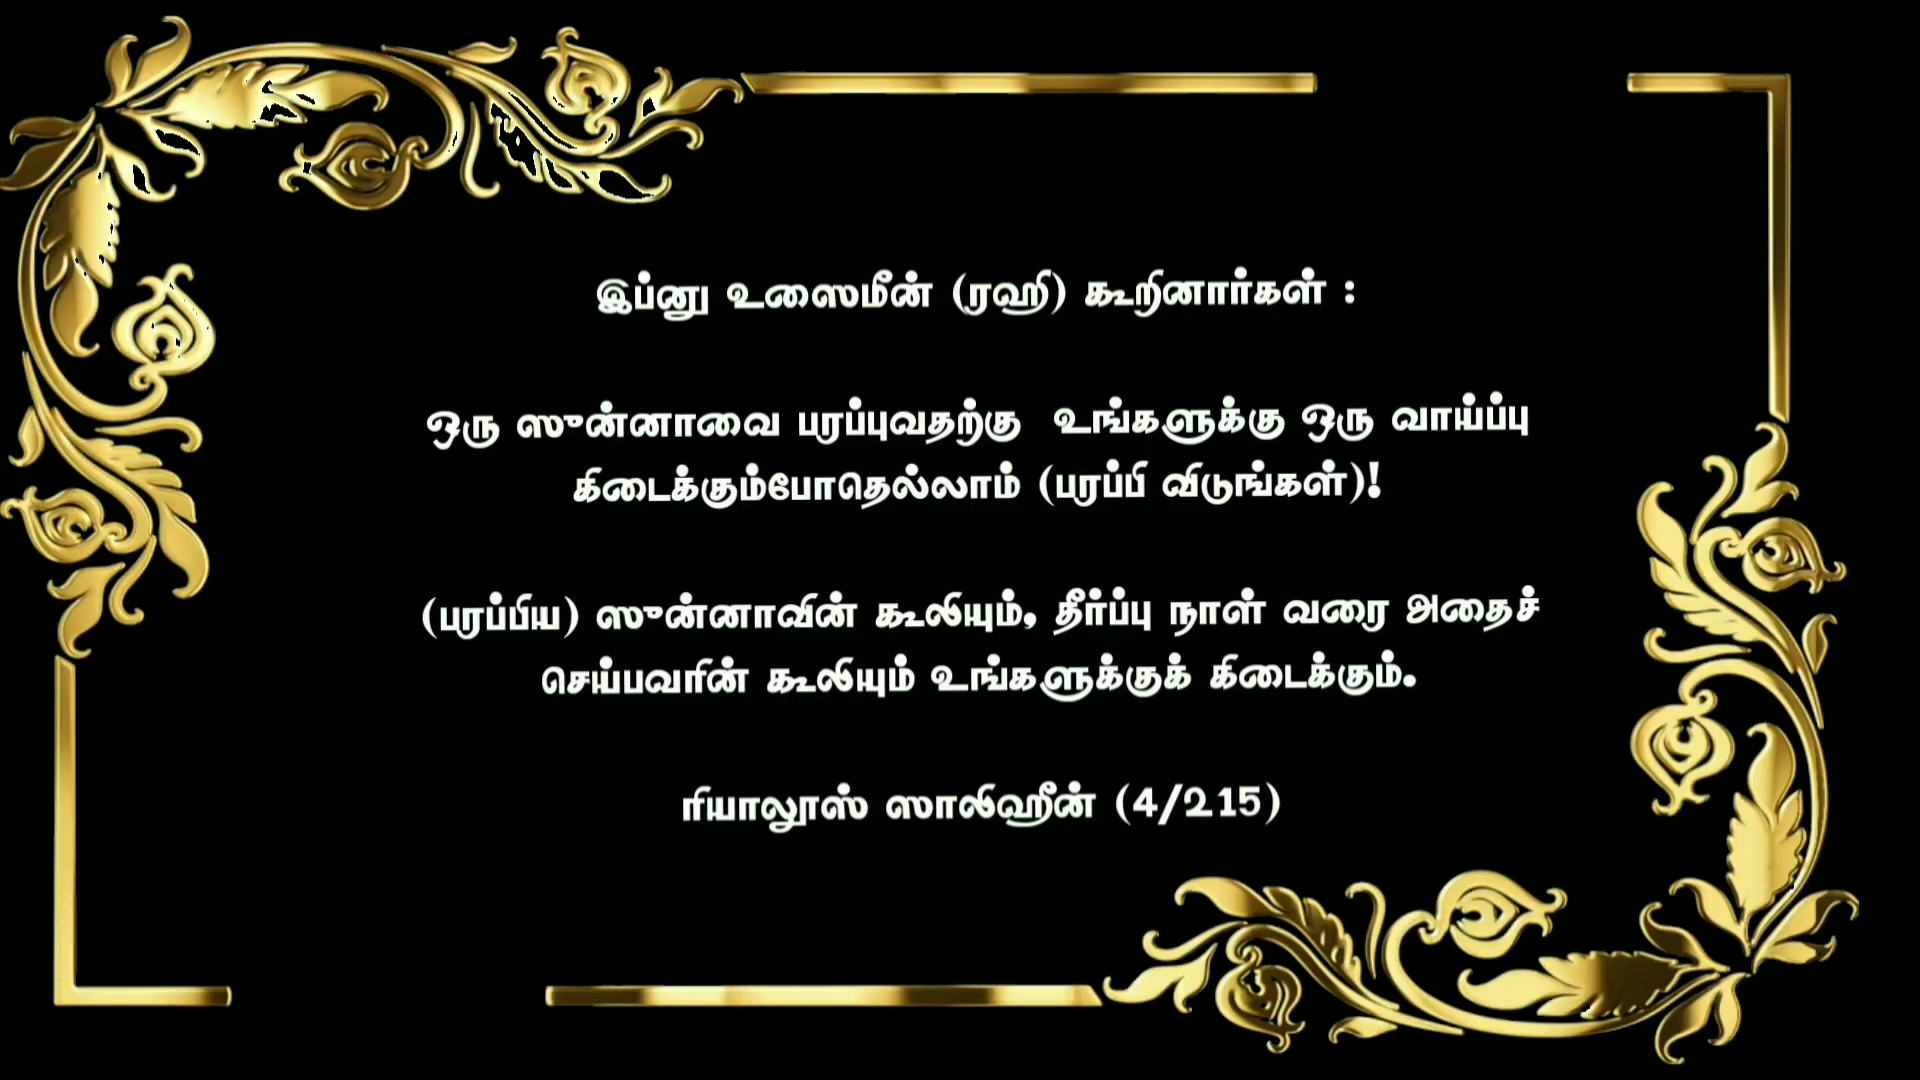 இப்னு உஸைமீன் (ரஹி) கூறினார்கள் :
ஒரு ஸுன்னாவை பரப்புவதற்கு உங்களுக்கு ஒரு வாய்ப்பு
கிடைக்கும்போதெல்லாம் (பரப்பி விடுங்கள்)!
(பரப்பிய) ஸுன்னாவின் கூலியும், தீர்ப்பு நாள் வரை அதைச்
செய்பவரின் கூலியும் உங்களுக்குக் கிடைக்கும்.
ரியாலூஸ் ஸாலிஹீன் (4/215)